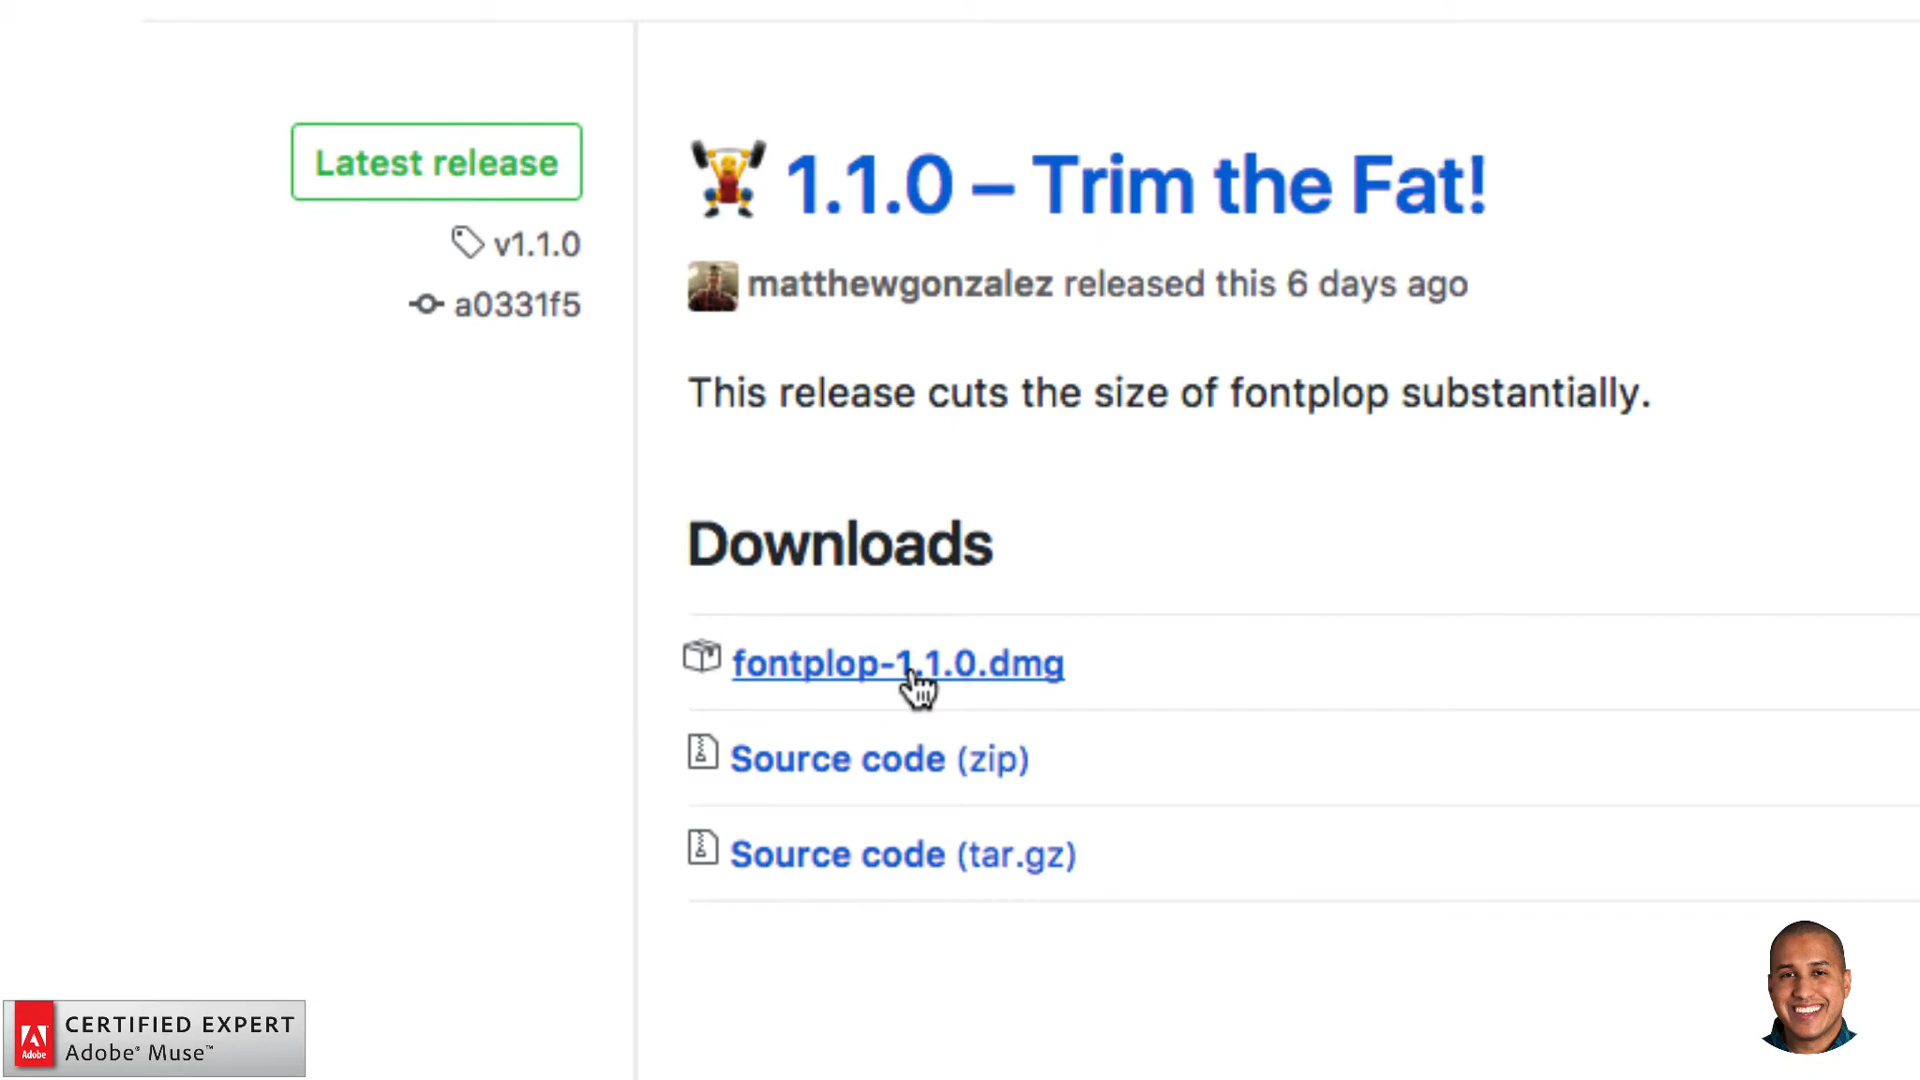 Latest release
v1.1.0
a0331f5
1.1.0 – Trim the Fat!
matthewgonzalez released this 6 days ago
This release cuts the size of fontplop substantially.
Downloads
fontplop-1.1.0.dmg
Source code (zip)
Source code (tar.gz)
Adobe
CERTIFIED EXPERT
Adobe® Muse™